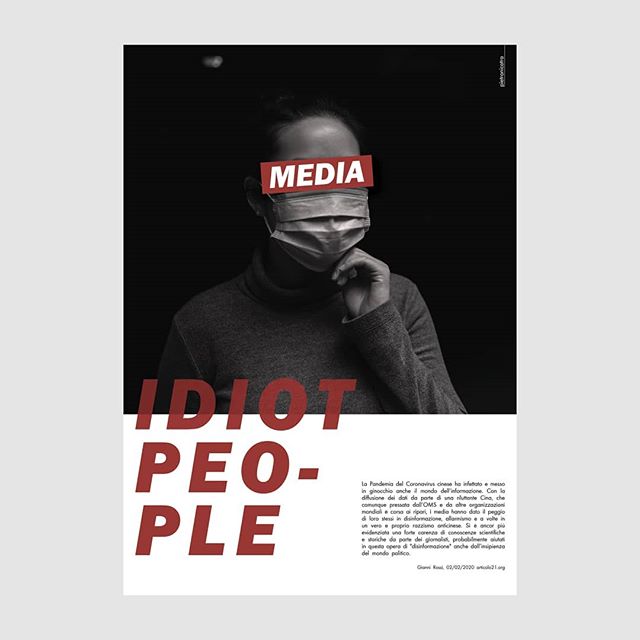 pietronicotra
MEDIA
IDIOT
PEO-
PLE
La Pandemia del Coronavirus cinese ha infettato e messo
in ginocchio anche il mondo dell'informazione. Con la
diffusione dei dati da parte di una riluttante Cina, che
comunque pressata dall'OMS e da altre organizzazioni
mondiali è corsa ai ripari, i media hanno dato il peggio
di loro stessi in disinformazione, allarmismo e a volte in
un vero e proprio razzismo anticinese. Si è ancor più
evidenziata una forte carenza di conoscenze scientifiche
e storiche da parte dei giornalisti, probabilmente aiutati
in questa opera di "disinformazione" anche dall'insipienza
del mondo politico.
Gianni Rossi, 02/02/2020 articolo21.org